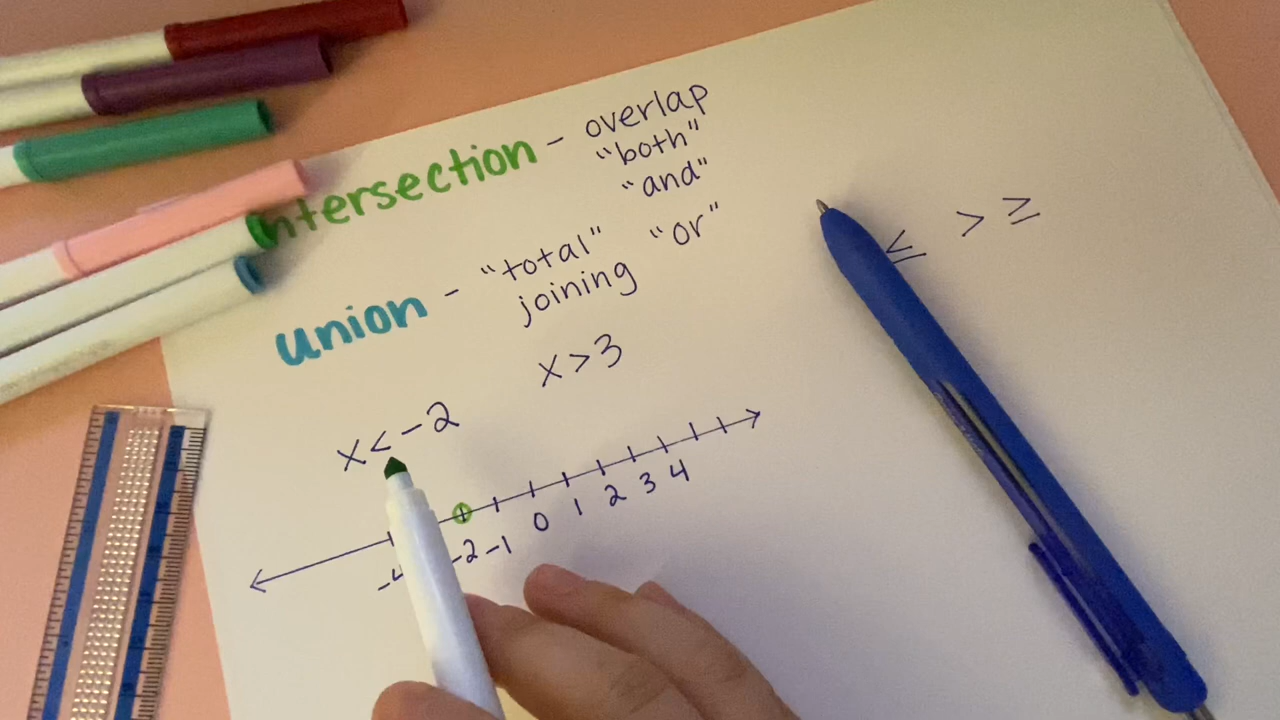 intersection - overlap
"both"
"and"
union - "total" "or"
joining
≤ > ≥
x > 3
x < -2
-2 -1 0 1 2 3 4